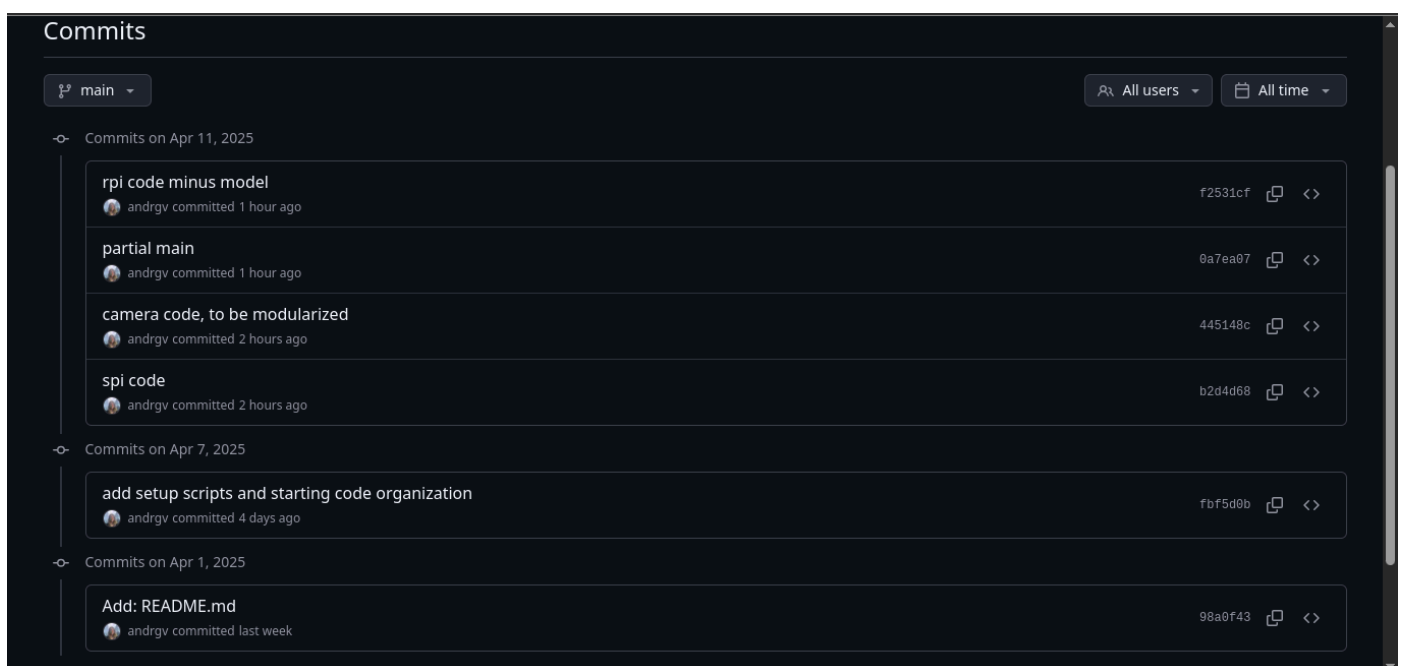 Commits
main
All users
All time
Commits on Apr 11, 2025
rpi code minus model
andrgv committed 1 hour ago
f2531cf
partial main
andrgv committed 1 hour ago
0a7ea07
camera code, to be modularized
andrgv committed 2 hours ago
445148c
spi code
andrgv committed 2 hours ago
b2d4d68
Commits on Apr 7, 2025
add setup scripts and starting code organization
andrgv committed 4 days ago
fbf5d0b
Commits on Apr 1, 2025
Add: README.md
andrgv committed last week
98a0f43